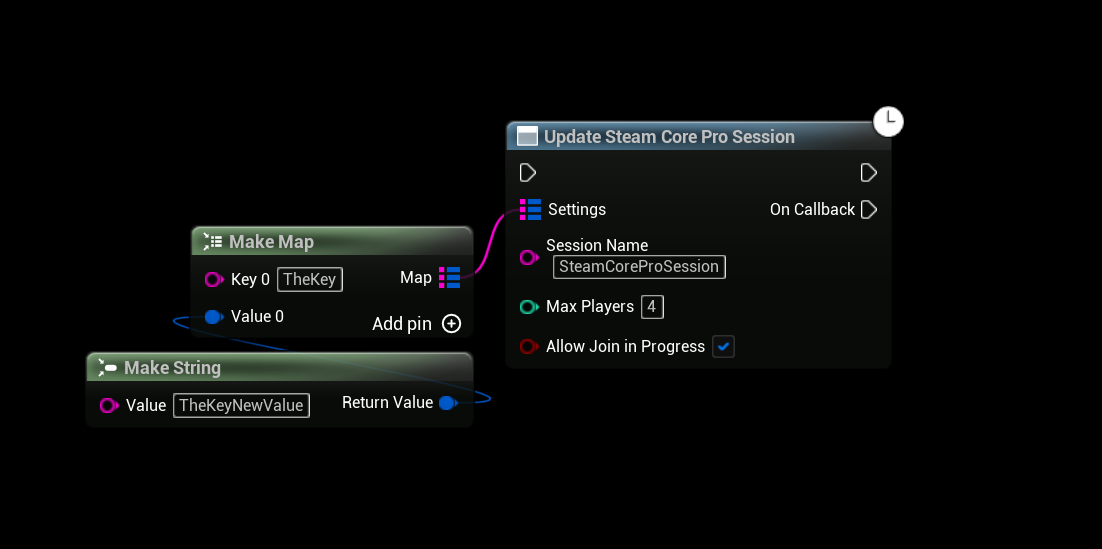 Update Steam Core Pro Session
Settings
On Callback
Session Name
SteamCoreProSession
Max Players 4
Allow Join in Progress
Make Map
Key 0 TheKey
Map
Value 0
Add pin
Make String
Value TheKeyNewValue
Return Value